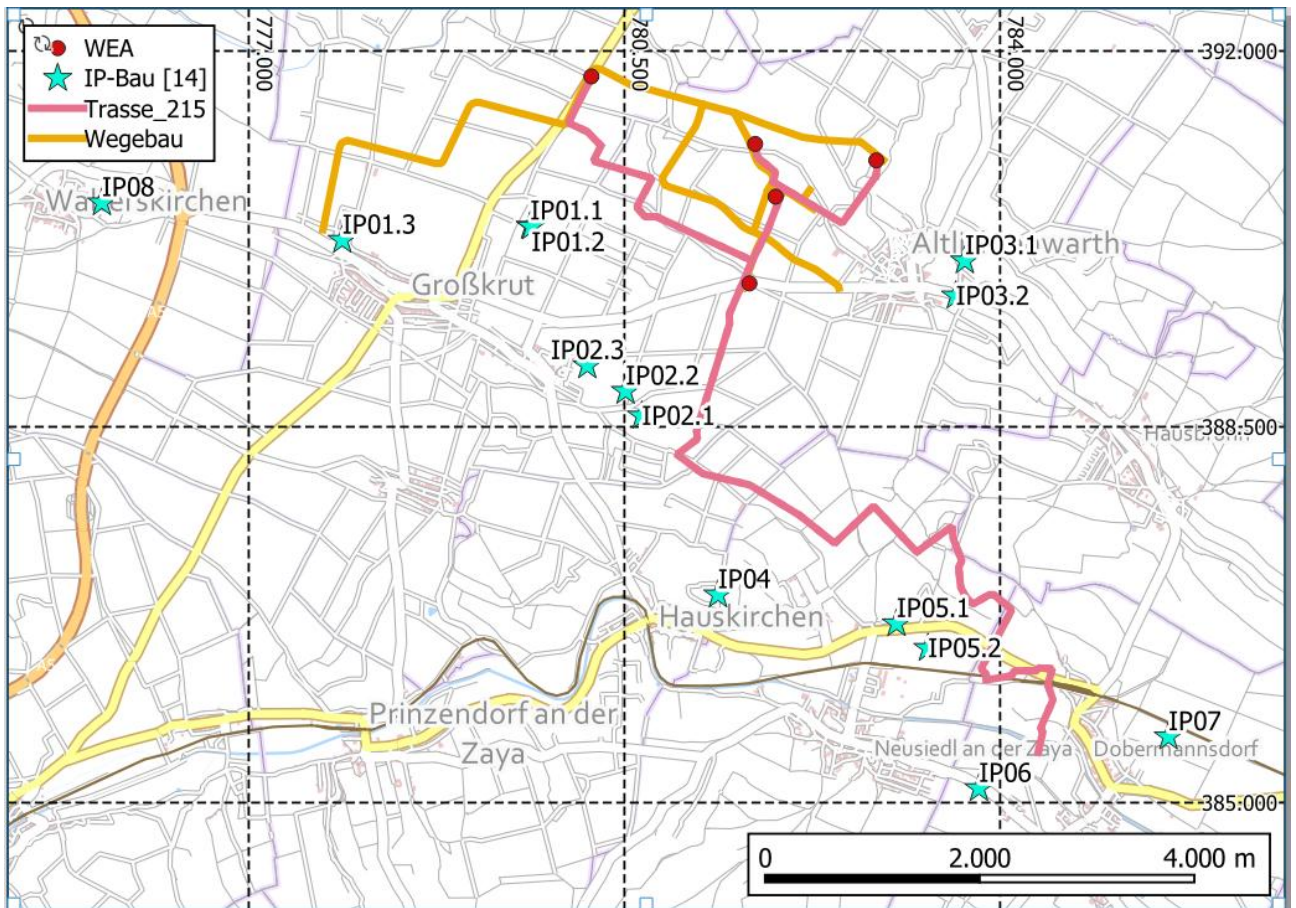 WEA
IP-Bau [14]
Trasse_215
Wegebau
777.000
780.500
784.000
392.000
IP08
IP01.3
IP01.1
IP01.2
Großkrut
IP03.1
IP03.2
IP02.3
IP02.2
IP02.1
388.500
Hausbrunn
IP04
Hauskirchen
IP05.1
IP05.2
Prinzendorf an der
Zaya
Neusiedl an der Zaya
Dobermannsdorf
IP07
IP06
385.000
0
2.000
4.000 m